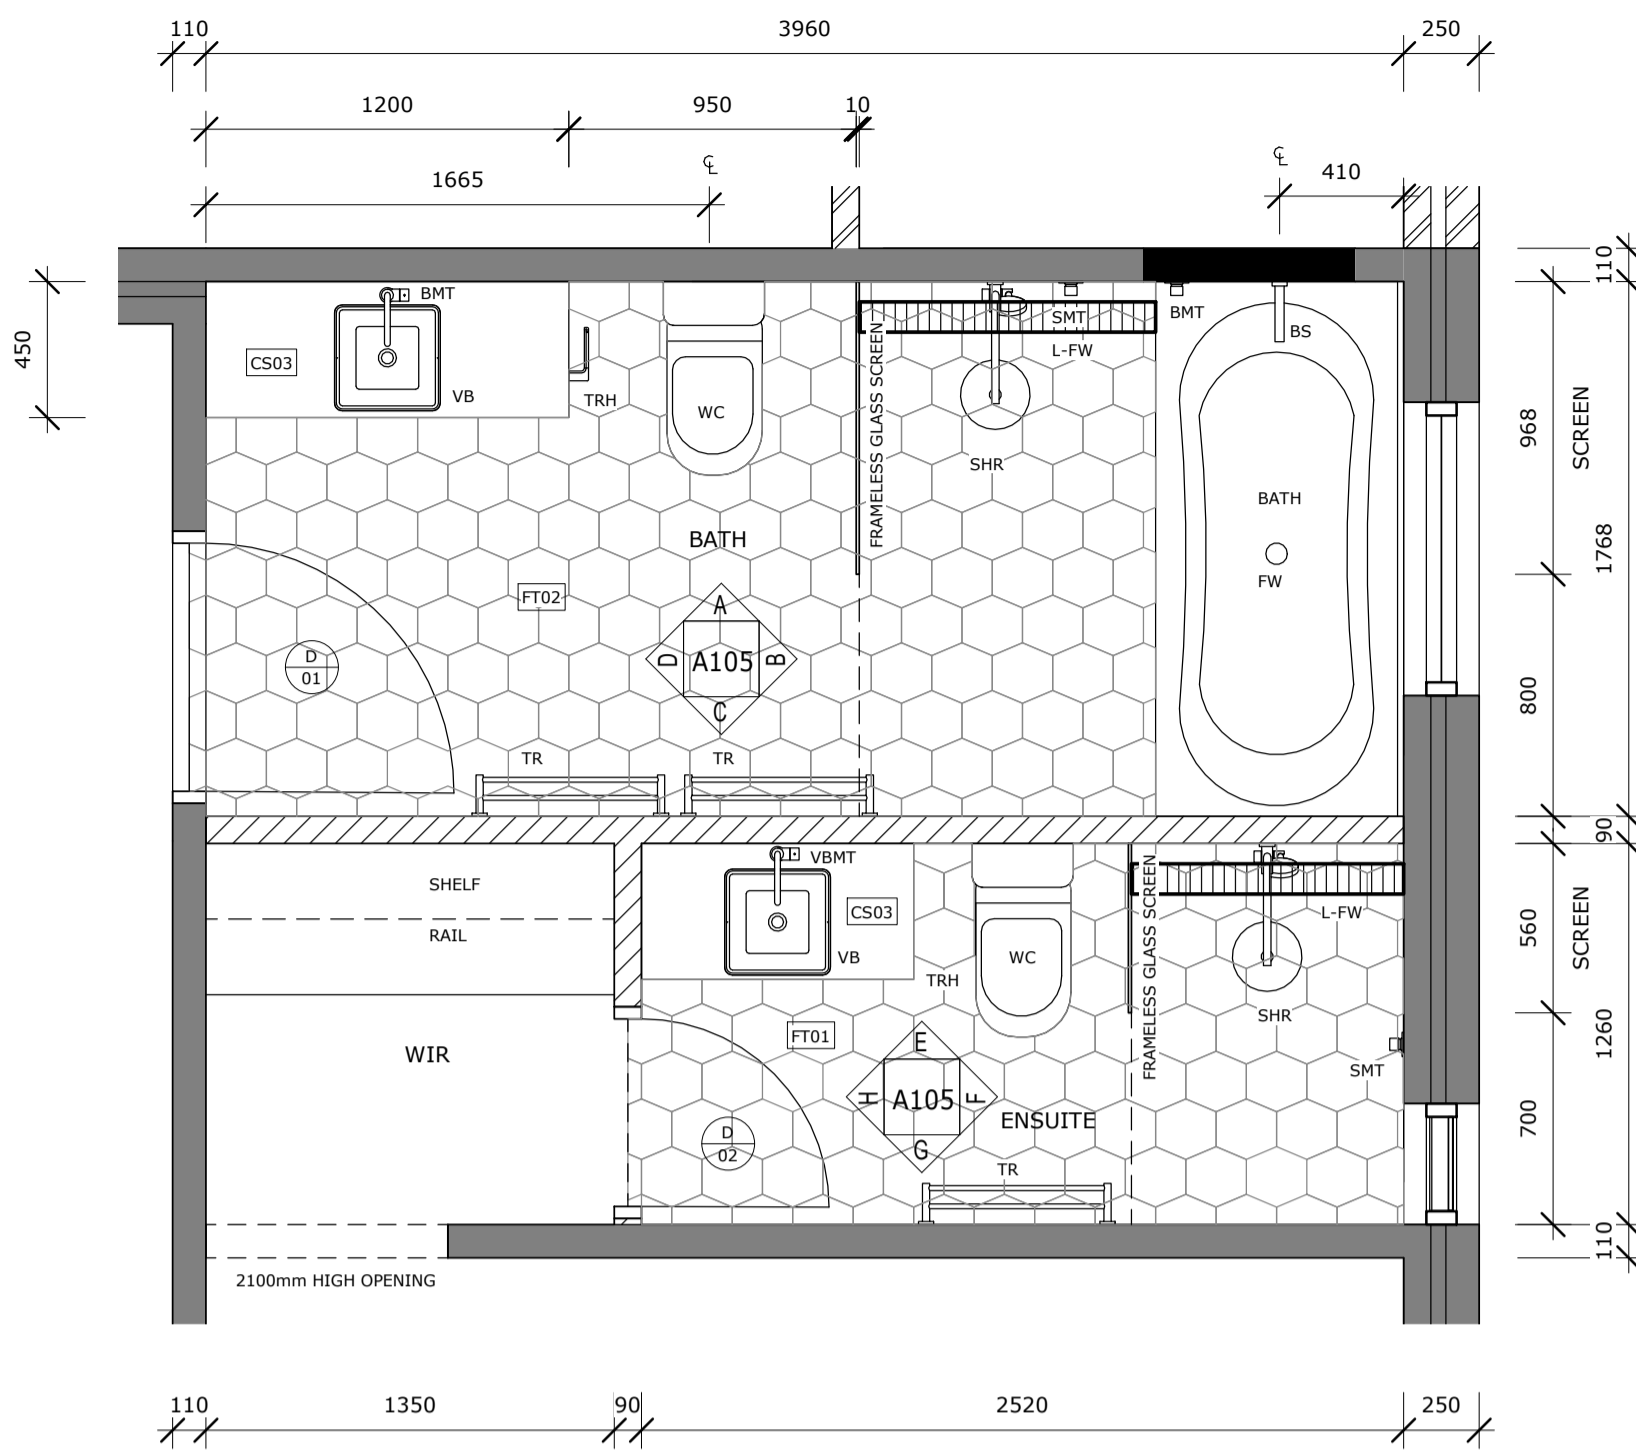 110 3960 250
1200 950 10
1665 ℄ ℄ 410
110
450
BMT
CS03
VB
TRH
WC
FRAMELESS GLASS SCREEN
SMT
L-FW
BMT
BS
SHR
BATH
FW
968
SCREEN
1768
800
BATH
FT02
A
D A105 B
C
D
01
TR TR
90
SHELF
RAIL
WIR
VBMT
CS03
VB
TRH
WC
FRAMELESS GLASS SCREEN
L-FW
SHR
SMT
560
SCREEN
1260
700
FT01
E
H A105 F
G
ENSUITE
D
02
TR
110
2100mm HIGH OPENING
110 1350 90 2520 250